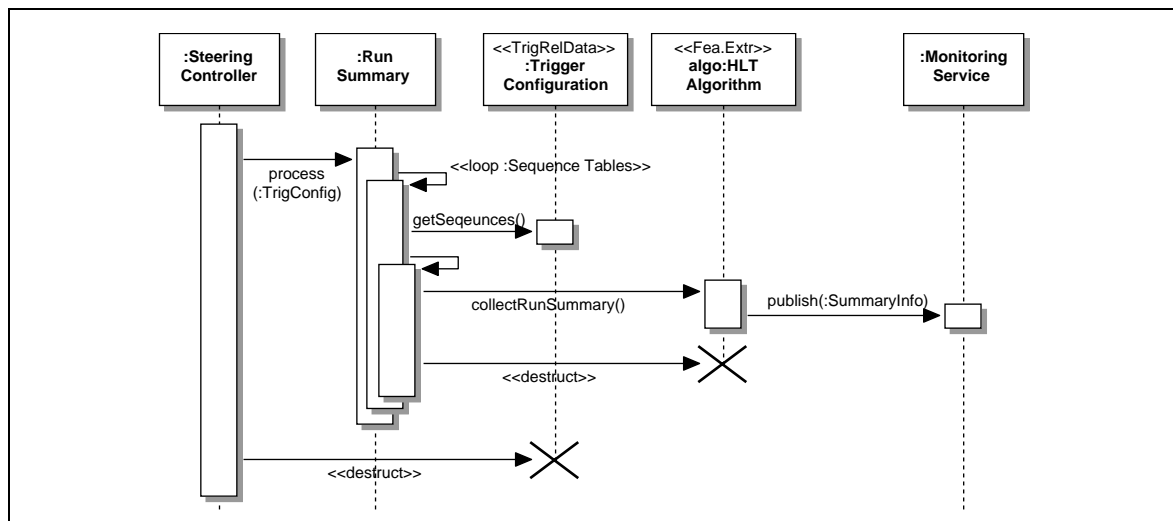 :Steering
Controller
:Run
Summary
<<TrigRelData>>
:Trigger
Configuration
<<Fea.Extr>>
algo:HLT
Algorithm
:Monitoring
Service
process
(:TrigConfig)
<<loop :Sequence Tables>>
getSeqeunces()
collectRunSummary()
publish(:SummaryInfo)
<<destruct>>
<<destruct>>